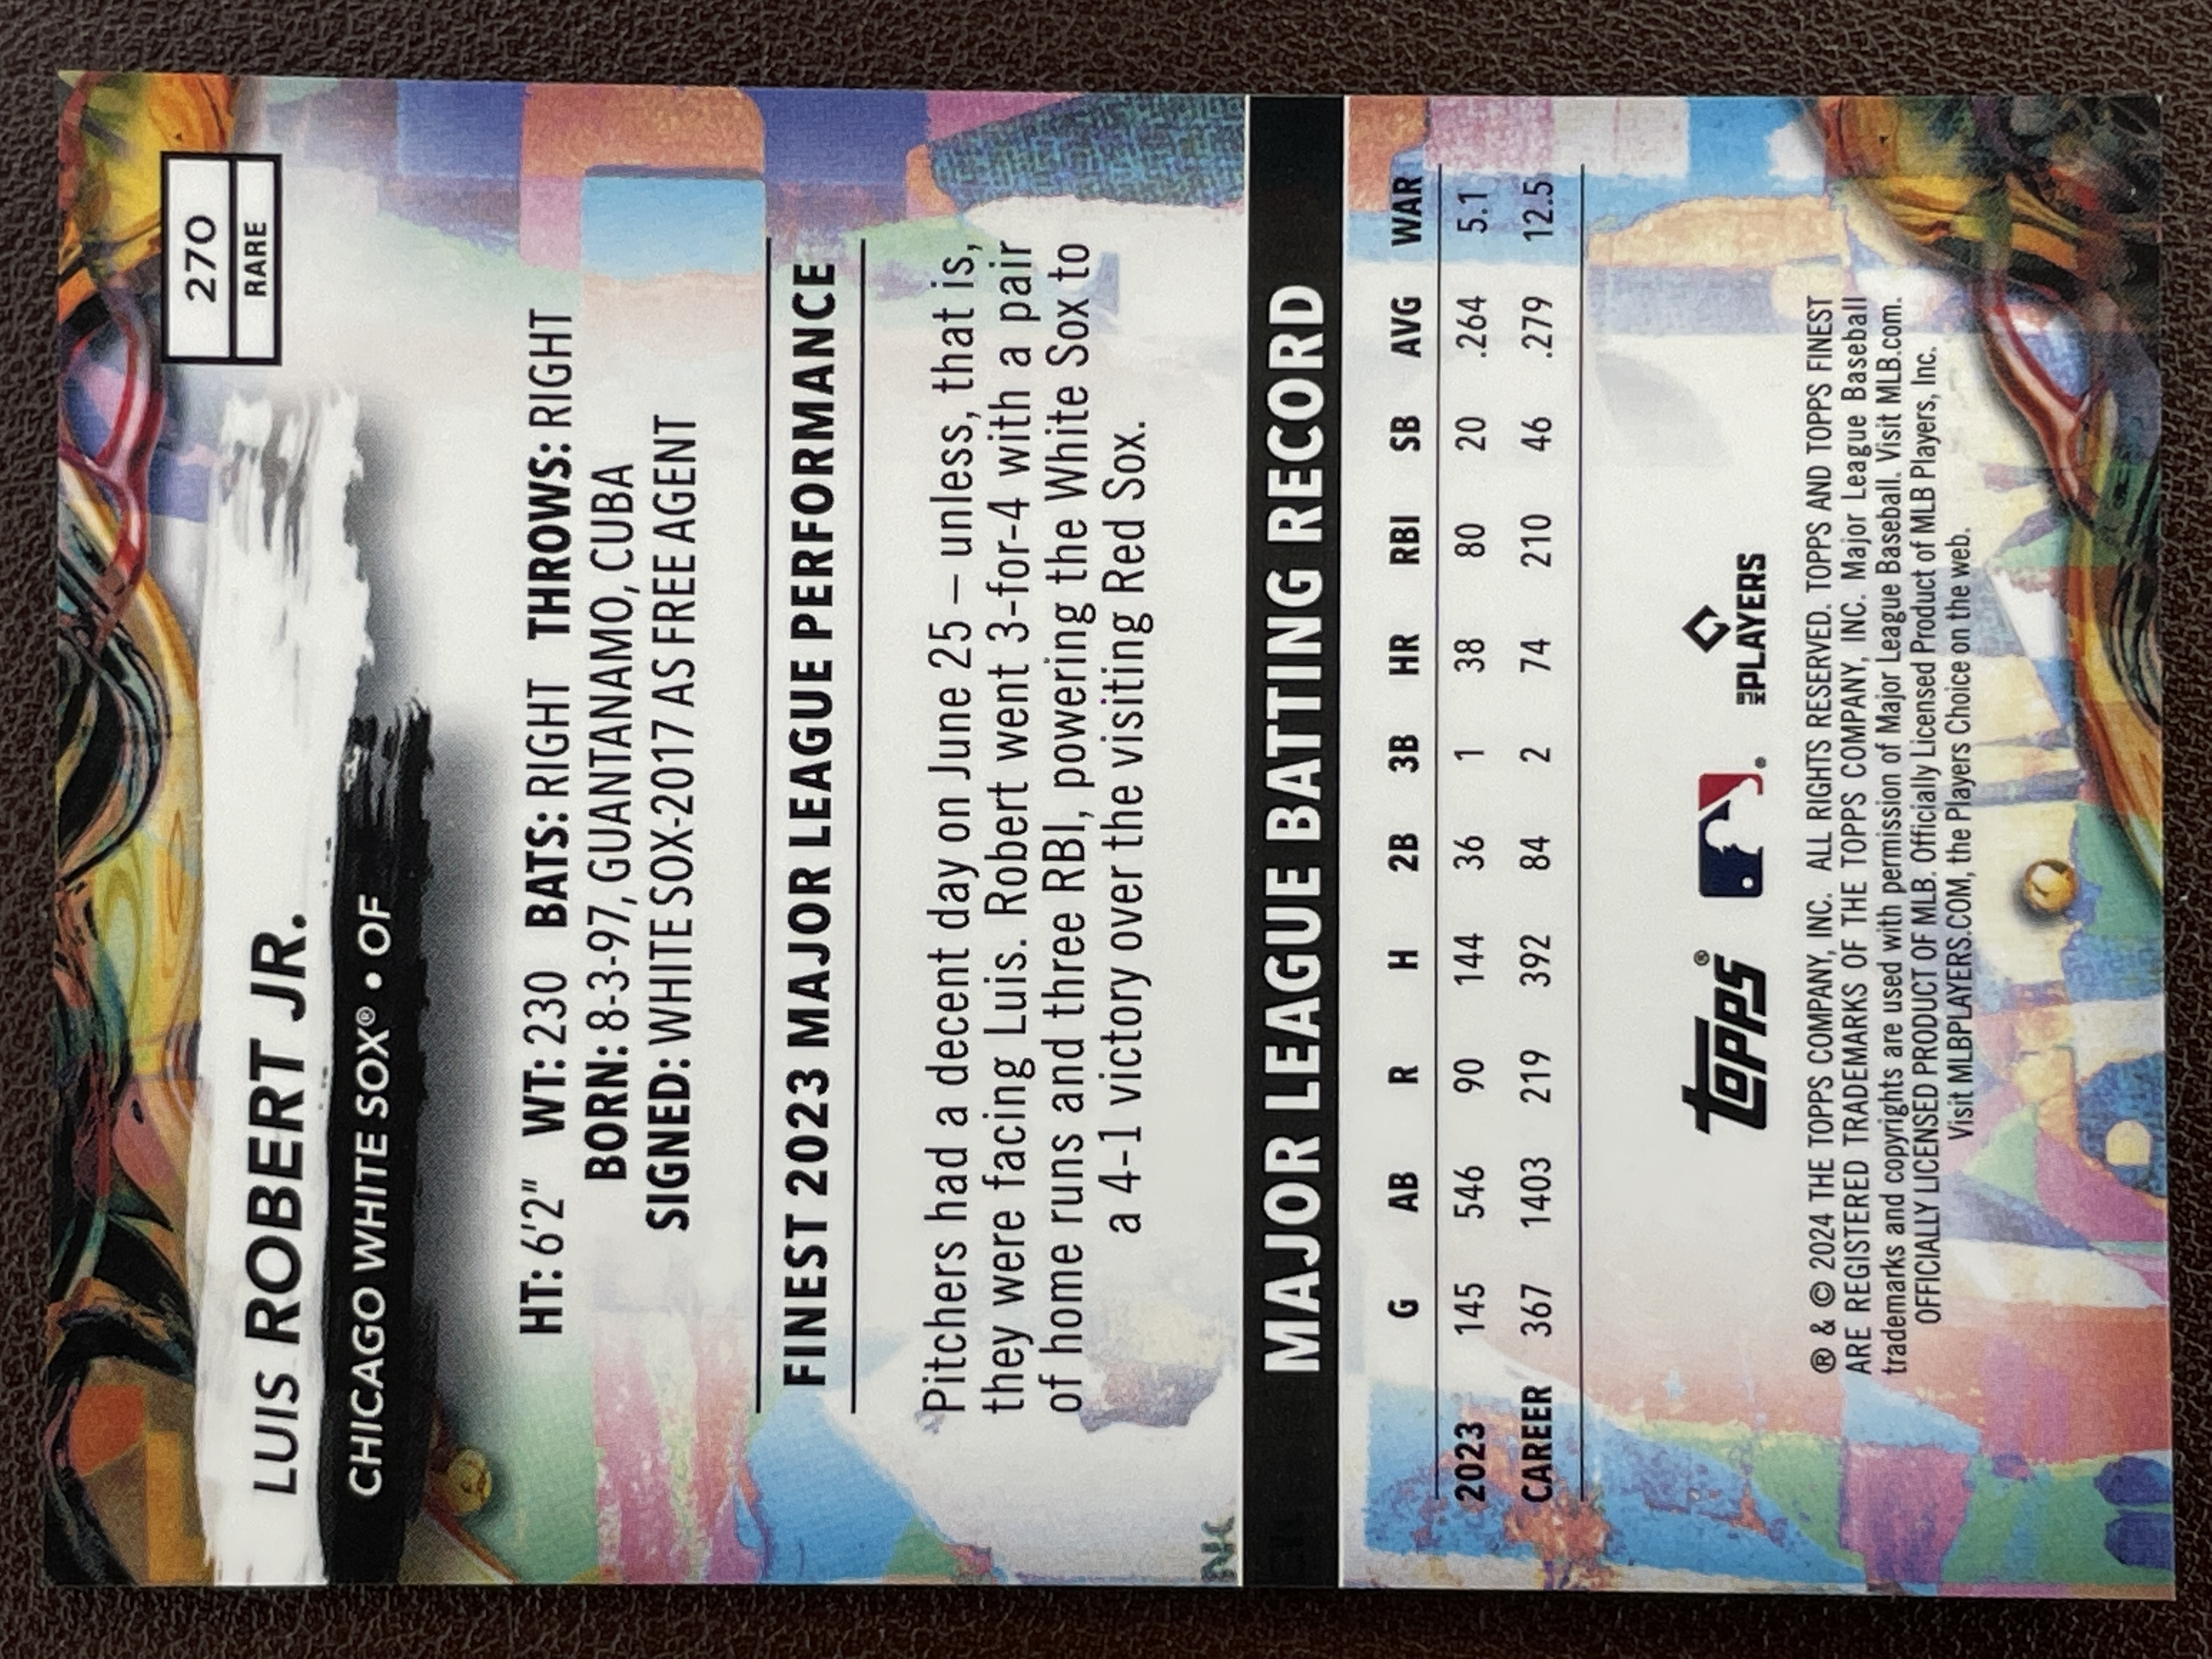 270
RARE
LUIS ROBERT JR.
CHICAGO WHITE SOX® • OF
HT: 6'2" WT: 230 BATS: RIGHT THROWS: RIGHT
BORN: 8-3-97, GUANTANAMO, CUBA
SIGNED: WHITE SOX-2017 AS FREE AGENT
FINEST 2023 MAJOR LEAGUE PERFORMANCE
Pitchers had a decent day on June 25 – unless, that is,
they were facing Luis. Robert went 3-for-4 with a pair
of home runs and three RBI, powering the White Sox to
a 4-1 victory over the visiting Red Sox.
MAJOR LEAGUE BATTING RECORD
G AB R H 2B 3B HR RBI SB AVG WAR
2023 145 546 90 144 36 1 38 80 20 .264 5.1
CAREER 367 1403 219 392 84 2 74 210 46 .279 12.5
topps® ® MLB PLAYERS
® & © 2024 THE TOPPS COMPANY, INC. ALL RIGHTS RESERVED. TOPPS AND TOPPS FINEST
ARE REGISTERED TRADEMARKS OF THE TOPPS COMPANY, INC. Major League Baseball
trademarks and copyrights are used with permission of Major League Baseball. Visit MLB.com.
OFFICIALLY LICENSED PRODUCT OF MLB. Officially Licensed Product of MLB Players, Inc.
Visit MLBPLAYERS.COM, the Players Choice on the web.